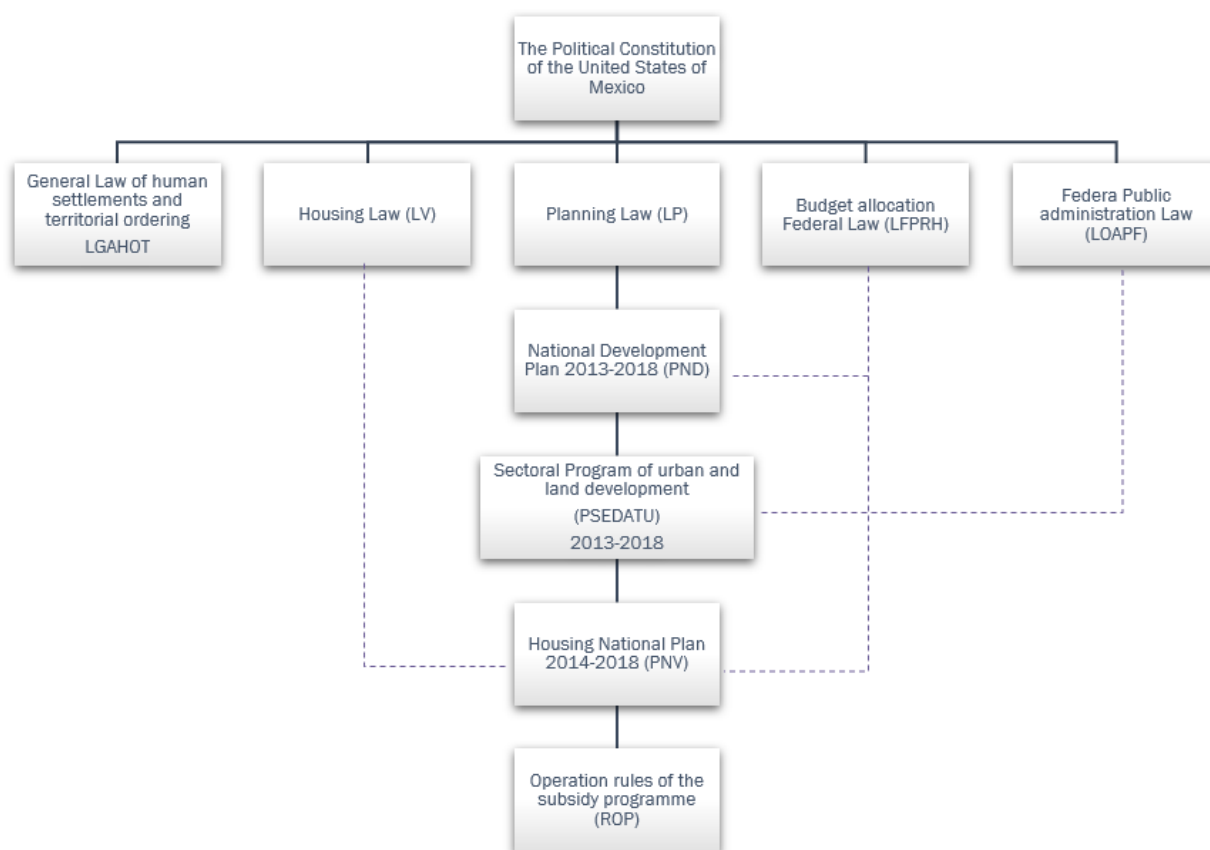 The Political Constitution
of the United States of
Mexico
General Law of human
settlements and
territorial ordering
LGAHOT
Housing Law (LV)
Planning Law (LP)
Budget allocation
Federal Law (LFPRH)
Federa Public
administration Law
(LOAPF)
National Development
Plan 2013-2018 (PND)
Sectoral Program of urban and
land development
(PSEDATU)
2013-2018
Housing National Plan
2014-2018 (PNV)
Operation rules of the
subsidy programme
(ROP)